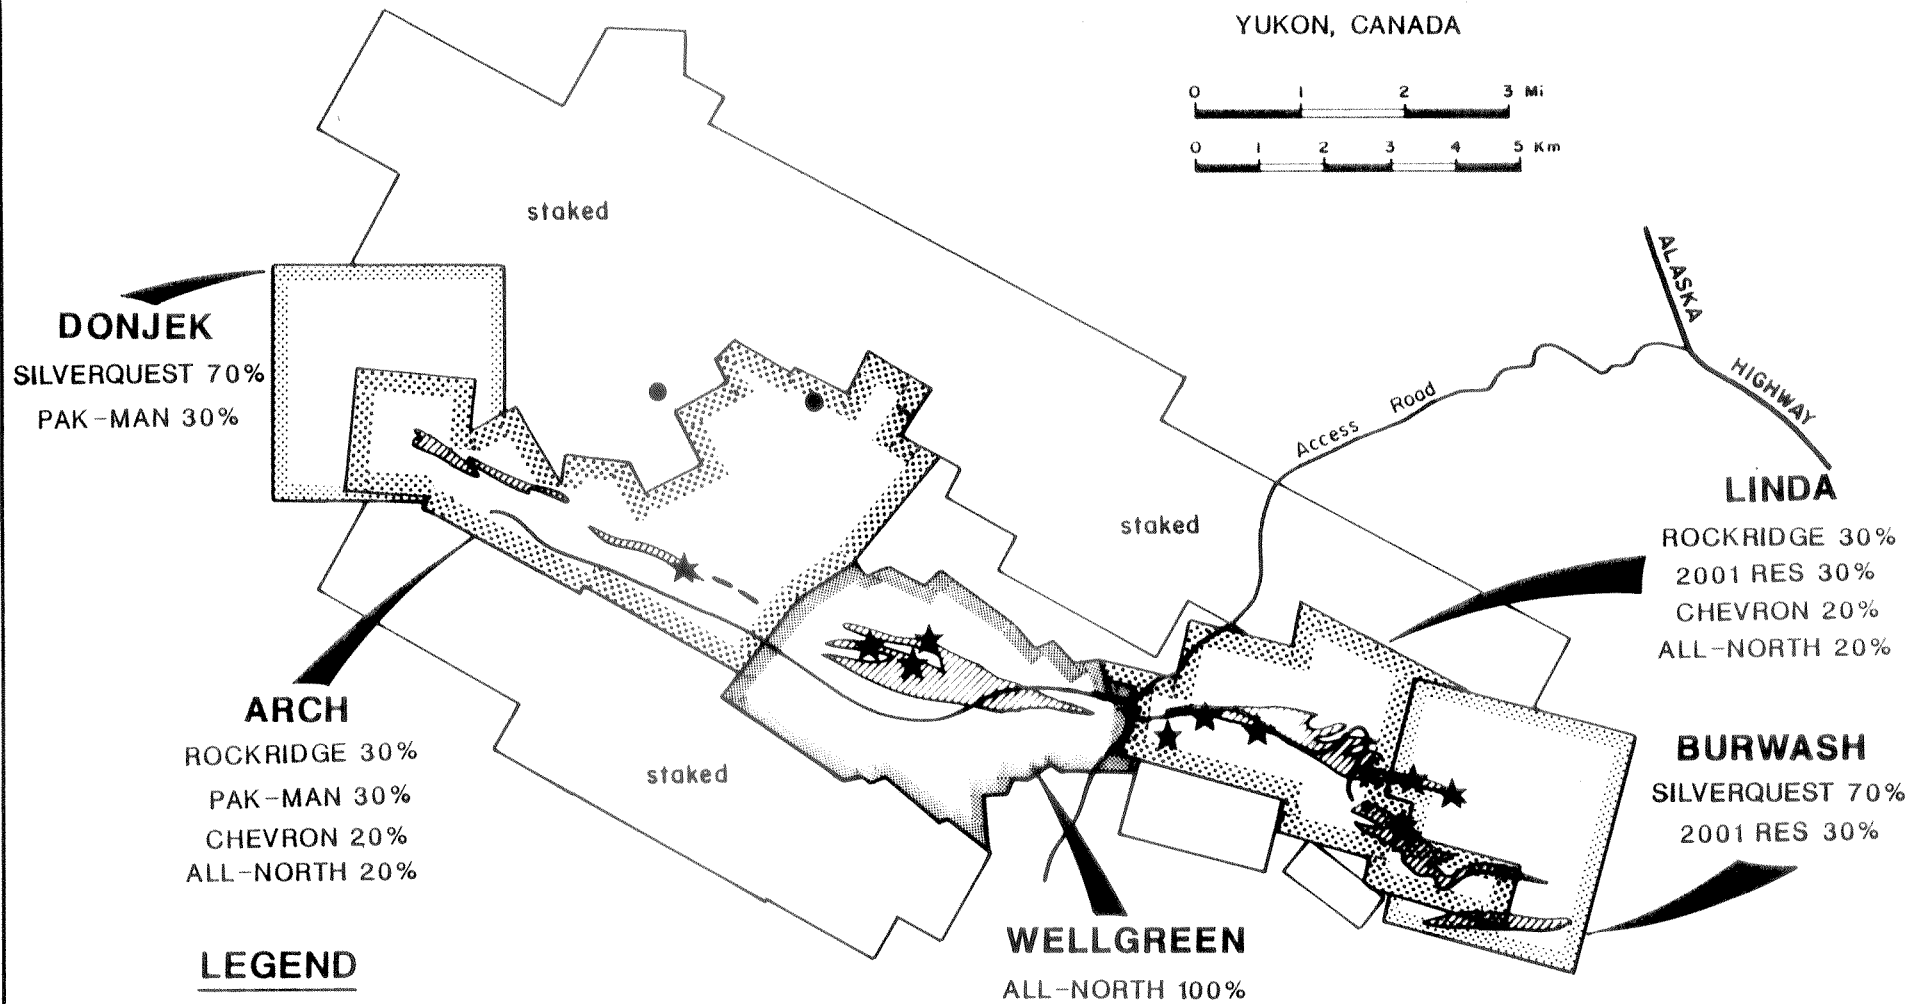 YUKON, CANADA
0 1 2 3 Mi
0 1 2 3 4 5 Km
staked
ALASKA
HIGHWAY
Access Road
DONJEK
SILVERQUEST 70%
PAK-MAN 30%
staked
LINDA
ROCKRIDGE 30%
2001 RES 30%
CHEVRON 20%
ALL-NORTH 20%
ARCH
ROCKRIDGE 30%
PAK-MAN 30%
CHEVRON 20%
ALL-NORTH 20%
staked
BURWASH
SILVERQUEST 70%
2001 RES 30%
WELLGREEN
ALL-NORTH 100%
LEGEND